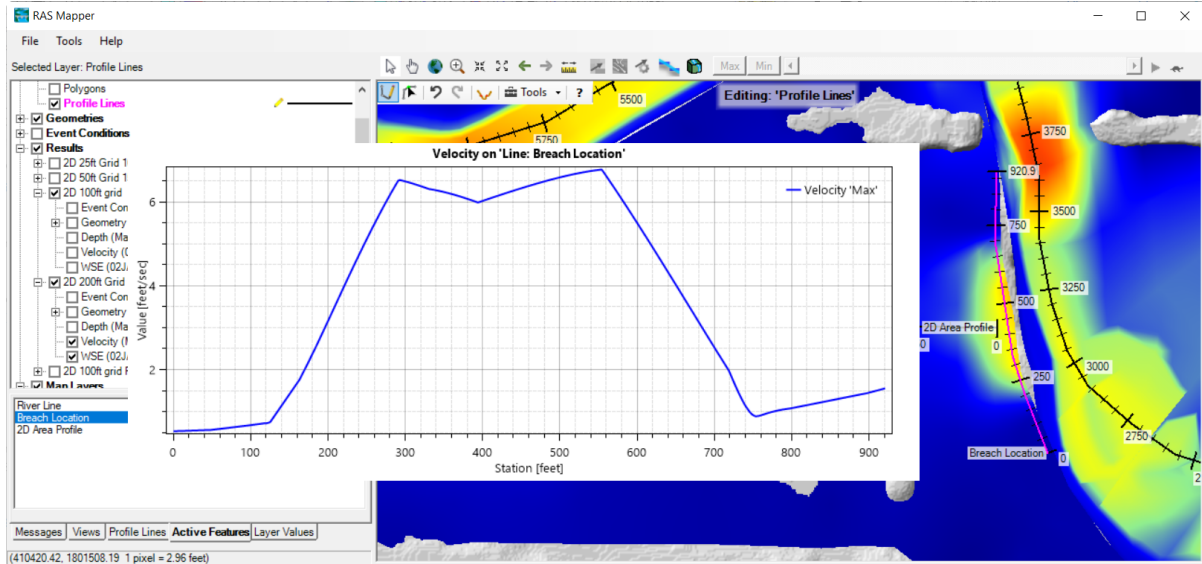 RAS Mapper
File Tools Help
Selected Layer: Profile Lines
Max Min
Polygons
Profile Lines
Geometries
Event Conditions
Results
2D 25ft Grid 1
2D 50ft Grid 1
2D 100ft grid
Event Con
Geometry
Depth (Ma
Velocity (0
WSE (02J
2D 200ft Grid
Event Con
Geometry
Depth (Ma
Velocity (
WSE (02J
2D 100ft grid F
Map Layers
River Line
Breach Location
2D Area Profile
Messages Views Profile Lines Active Features Layer Values
(410420.42, 1801508.19 1 pixel = 2.96 feet)
Tools ?
Editing: 'Profile Lines'
5500
5750
Velocity on 'Line: Breach Location'
Velocity 'Max'
Value [feet/sec]
6
4
2
0 100 200 300 400 500 600 700 800 900
Station [feet]
3750
920.9
3500
750
3250
500
2D Area Profile
0
0
3000
250
2750
Breach Location
0
2